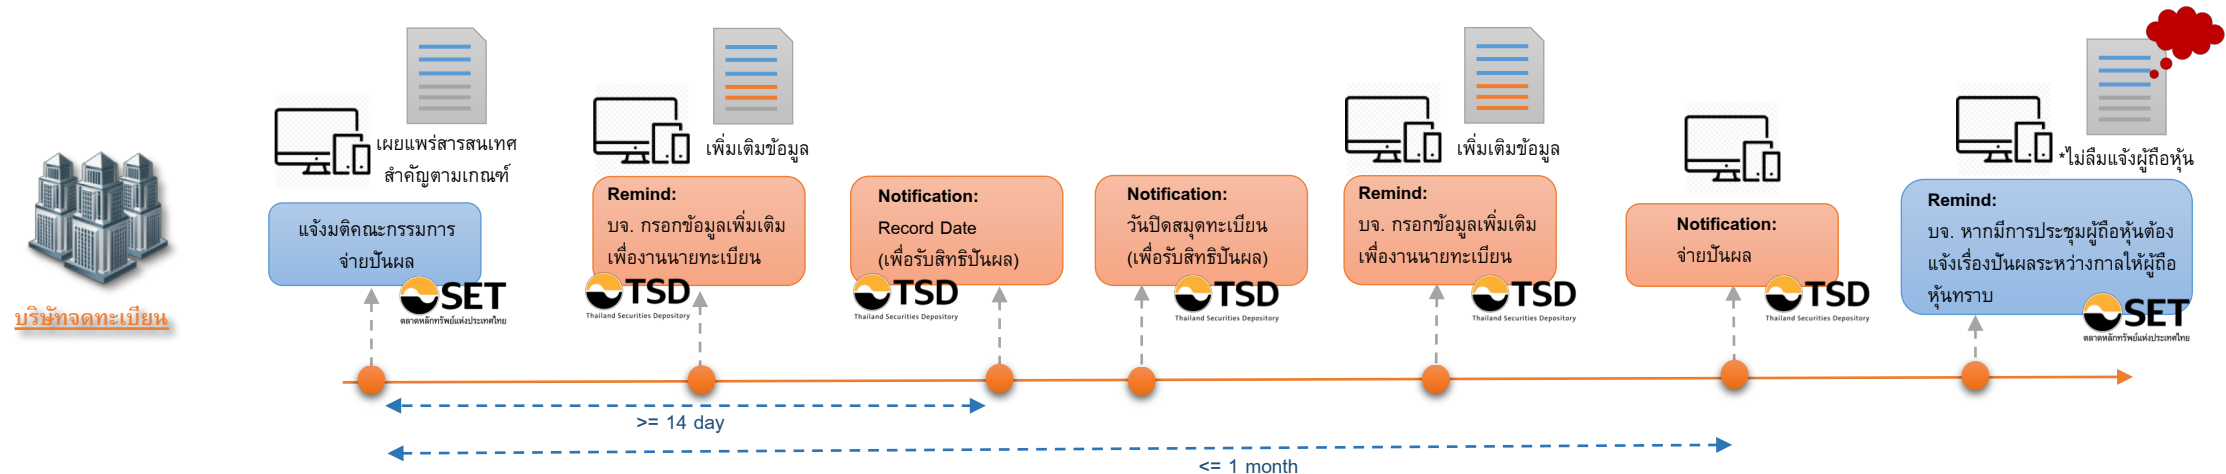 บริษัทจดทะเบียน
เผยแพร่สารสนเทศ
สำคัญตามเกณฑ์
แจ้งมติคณะกรรมการ
จ่ายปันผล
SET
ตลาดหลักทรัพย์แห่งประเทศไทย
เพิ่มเติมข้อมูล
Remind:
บจ. กรอกข้อมูลเพิ่มเติม
เพื่องานนายทะเบียน
TSD
Thailand Securities Depository
Notification:
Record Date
(เพื่อรับสิทธิปันผล)
TSD
Thailand Securities Depository
Notification:
วันปิดสมุดทะเบียน
(เพื่อรับสิทธิปันผล)
TSD
Thailand Securities Depository
เพิ่มเติมข้อมูล
Remind:
บจ. กรอกข้อมูลเพิ่มเติม
เพื่องานนายทะเบียน
TSD
Thailand Securities Depository
Notification:
จ่ายปันผล
TSD
Thailand Securities Depository
*ไม่ลืมแจ้งผู้ถือหุ้น
Remind:
บจ. หากมีการประชุมผู้ถือหุ้นต้อง
แจ้งเรื่องปันผลระหว่างกาลให้ผู้ถือ
หุ้นทราบ
SET
ตลาดหลักทรัพย์แห่งประเทศไทย
>= 14 day
<= 1 month